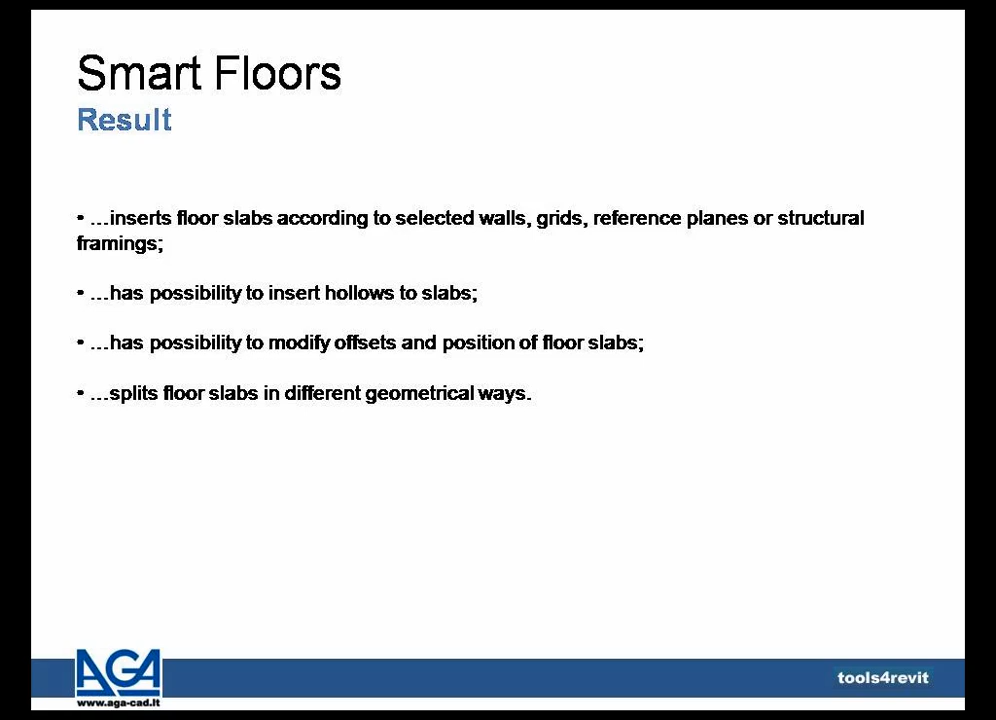 Smart Floors
Result
• ...inserts floor slabs according to selected walls, grids, reference planes or structural
framings;
• ...has possibility to insert hollows to slabs;
• ...has possibility to modify offsets and position of floor slabs;
• ...splits floor slabs in different geometrical ways.
AGA
www.aga-cad.lt
tools4revit